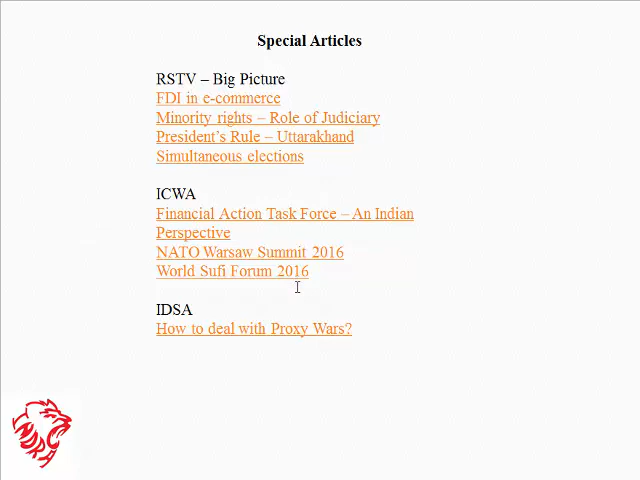 Special Articles
RSTV – Big Picture
FDI in e-commerce
Minority rights – Role of Judiciary
President's Rule – Uttarakhand
Simultaneous elections
ICWA
Financial Action Task Force – An Indian
Perspective
NATO Warsaw Summit 2016
World Sufi Forum 2016
IDSA
How to deal with Proxy Wars?